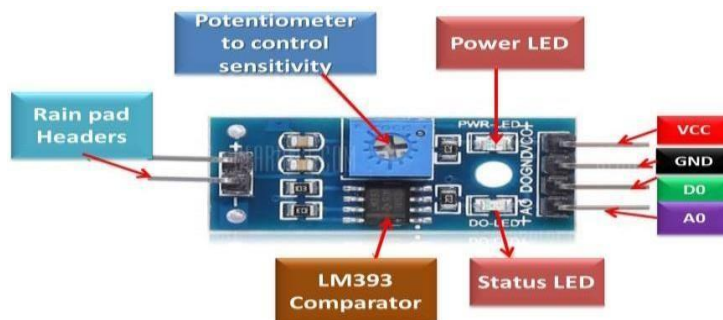 Potentiometer
to control
sensitivity
Power LED
Rain pad
Headers
PWR-LED
VCC
GND
D0
A0
DO-LED
LM393
Comparator
Status LED